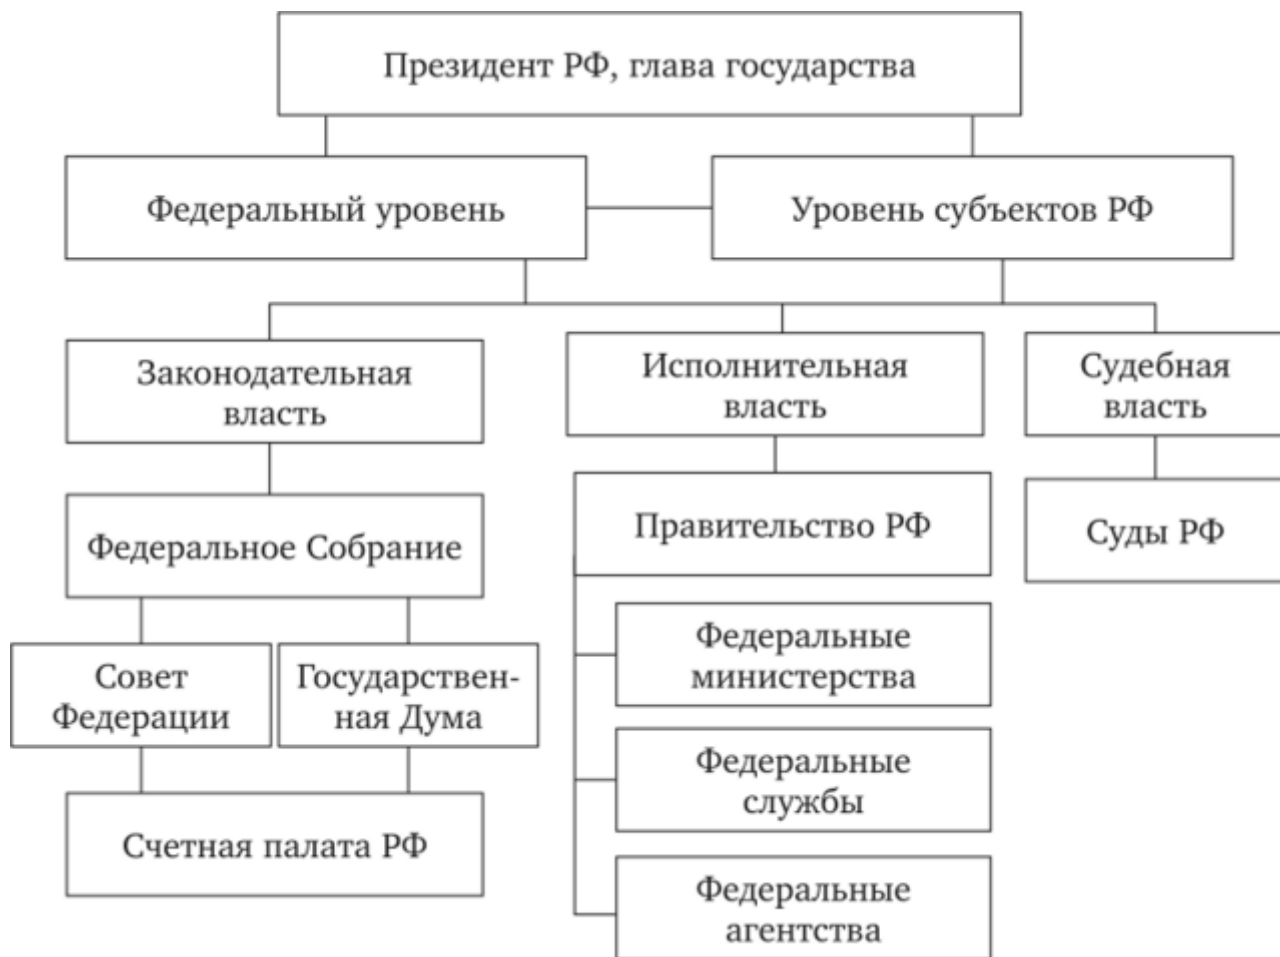 Президент РФ, глава государства
Федеральный уровень
Уровень субъектов РФ
Законодательная
власть
Исполнительная
власть
Судебная
власть
Федеральное Собрание
Правительство РФ
Суды РФ
Совет
Федерации
Государствен-
ная Дума
Федеральные
министерства
Федеральные
службы
Счетная палата РФ
Федеральные
агентства